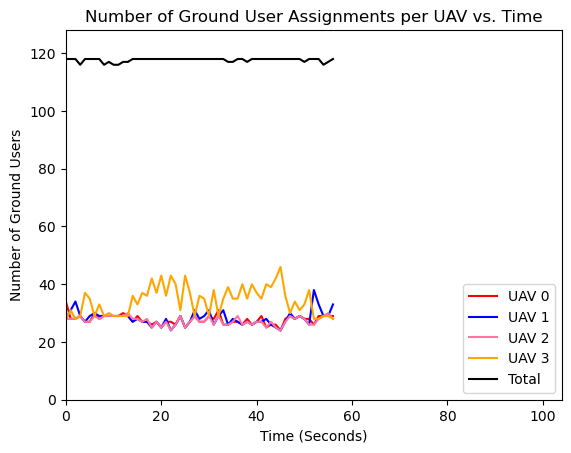 Number of Ground User Assignments per UAV vs. Time
Number of Ground Users
120
100
80
60
40
20
0
0 20 40 60 80 100
Time (Seconds)
UAV 0
UAV 1
UAV 2
UAV 3
Total